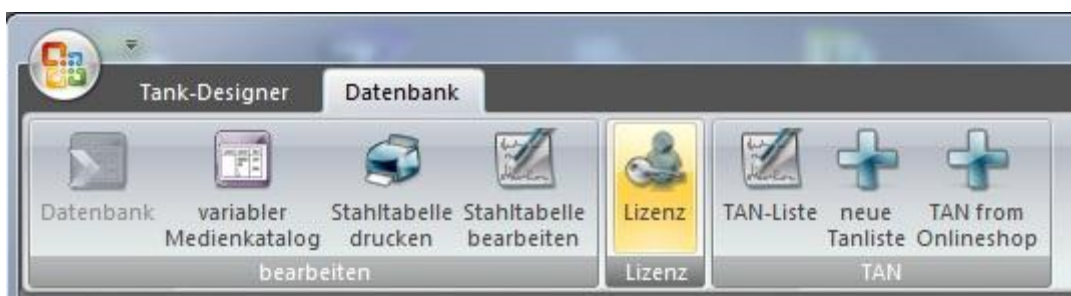 Tank-Designer Datenbank
Datenbank variabler Medienkatalog Stahltabelle drucken Stahltabelle bearbeiten Lizenz TAN-Liste neue Tanliste TAN from Onlineshop
bearbeiten Lizenz TAN